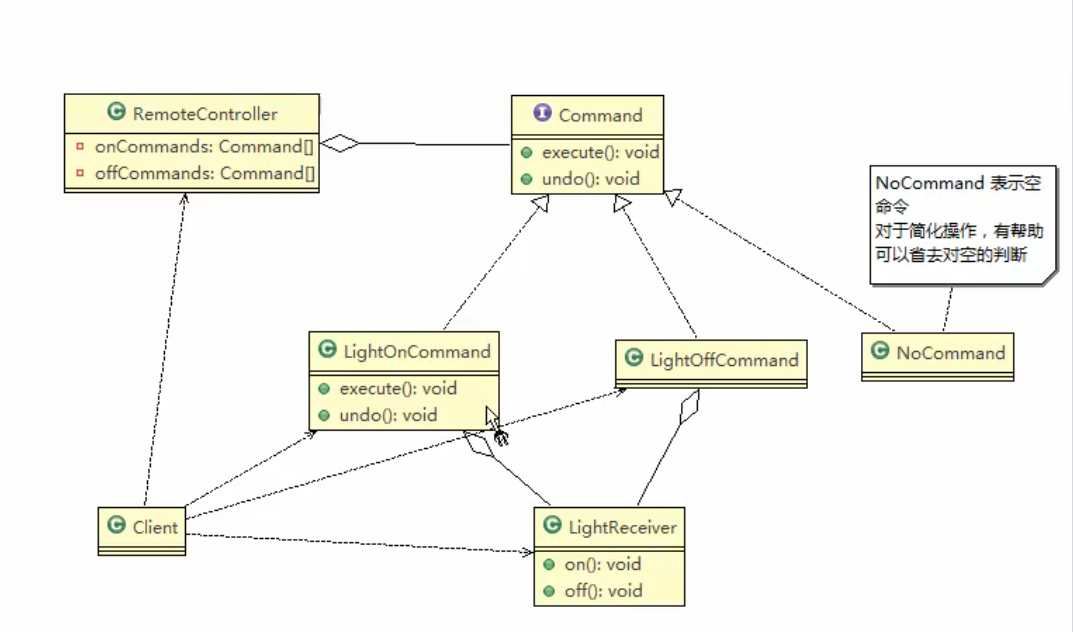 RemoteController
onCommands: Command[]
offCommands: Command[]
Command
execute(): void
undo(): void
NoCommand 表示空
命令
对于简化操作，有帮助
可以省去对空的判断
LightOnCommand
execute(): void
undo(): void
LightOffCommand
NoCommand
Client
LightReceiver
on(): void
off(): void